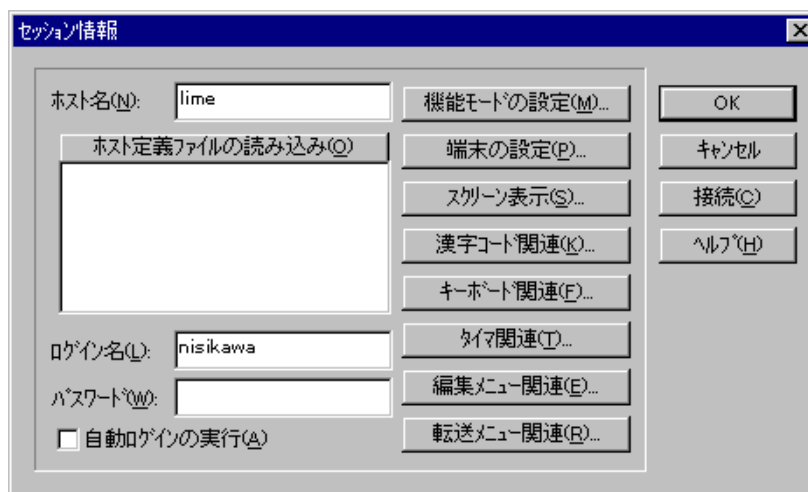 ｾｯｼｮﾝ情報
ﾎｽﾄ名(N):
lime
ﾎｽﾄ定義ﾌｧｲﾙの読み込み(O)
ﾛｸﾞｲﾝ名(L):
nisikawa
ﾊﾟｽﾜｰﾄﾞ(W):
自動ﾛｸﾞｲﾝの実行(A)
機能ﾓｰﾄﾞの設定(M)...
端末の設定(P)...
ｽｸﾘｰﾝ表示(S)...
漢字ｺｰﾄﾞ関連(K)...
ｷｰﾎﾞｰﾄﾞ関連(F)...
ﾀｲﾏ関連(T)...
編集ﾒﾆｭｰ関連(E)...
転送ﾒﾆｭｰ関連(R)...
OK
ｷｬﾝｾﾙ
接続(C)
ﾍﾙﾌﾟ(H)